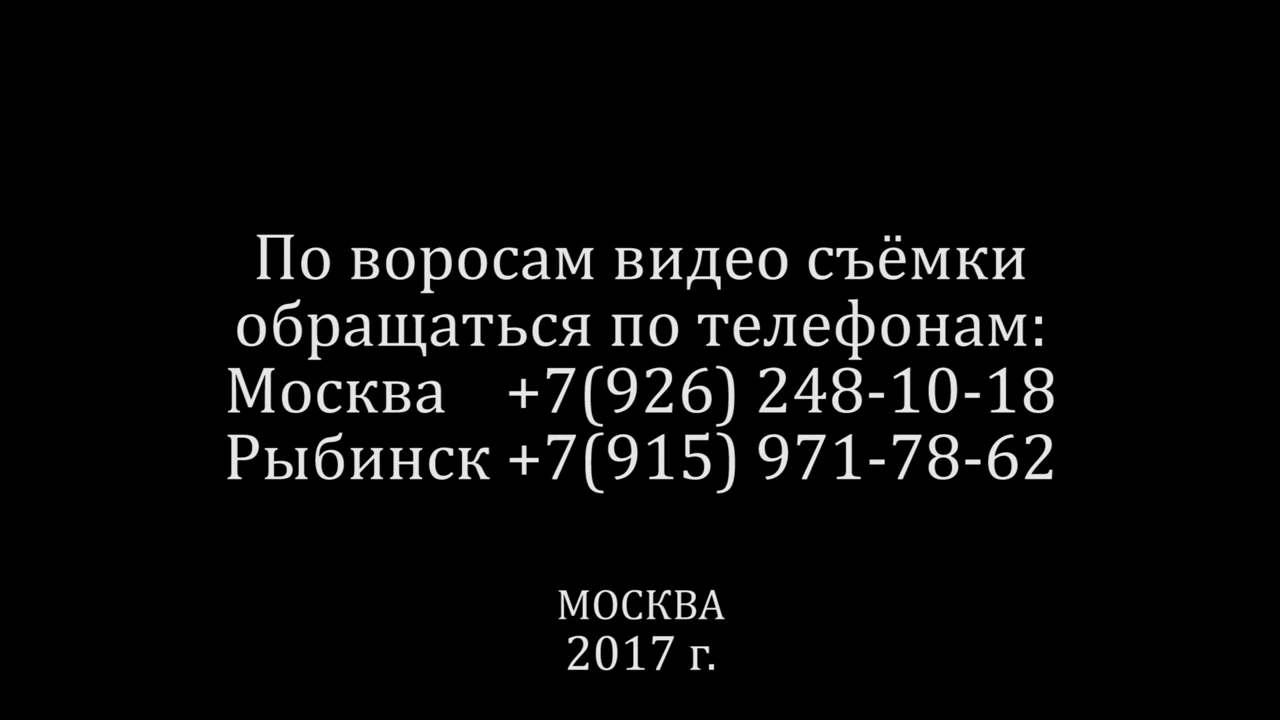 По воросам видео съёмки
обращаться по телефонам:
Москва +7(926) 248-10-18
Рыбинск +7(915) 971-78-62
МОСКВА
2017 г.